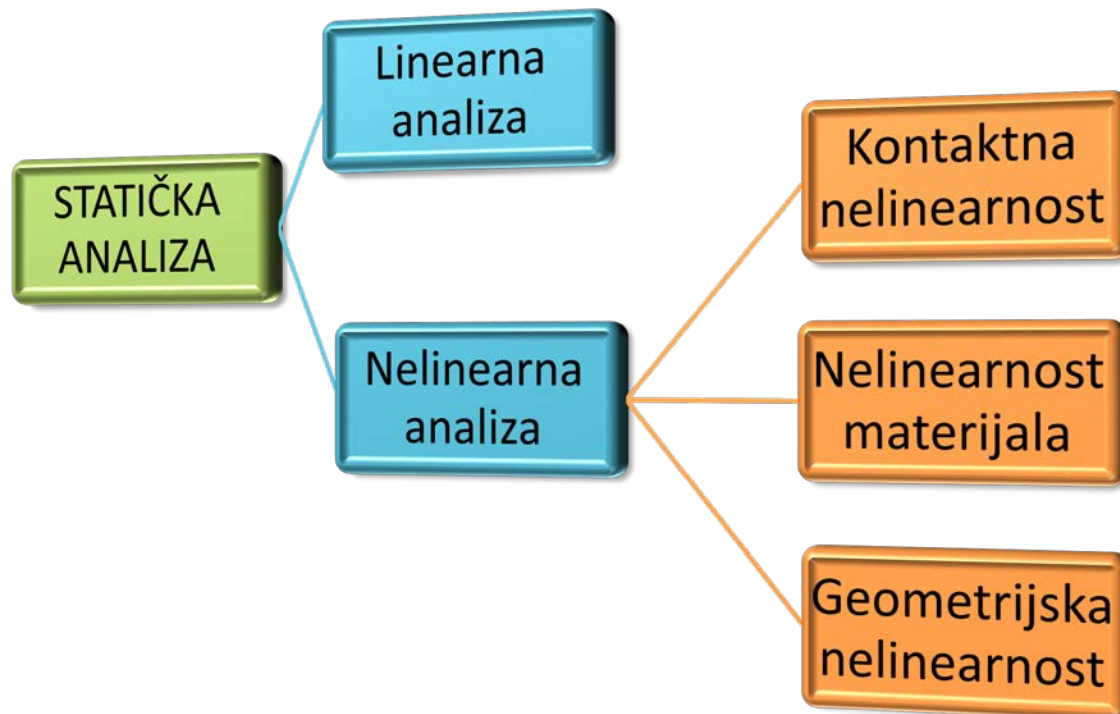 STATIČKA
ANALIZA
Linearna
analiza
Nelinearna
analiza
Kontaktna
nelinearnost
Nelinearnost
materijala
Geometrijska
nelinearnost